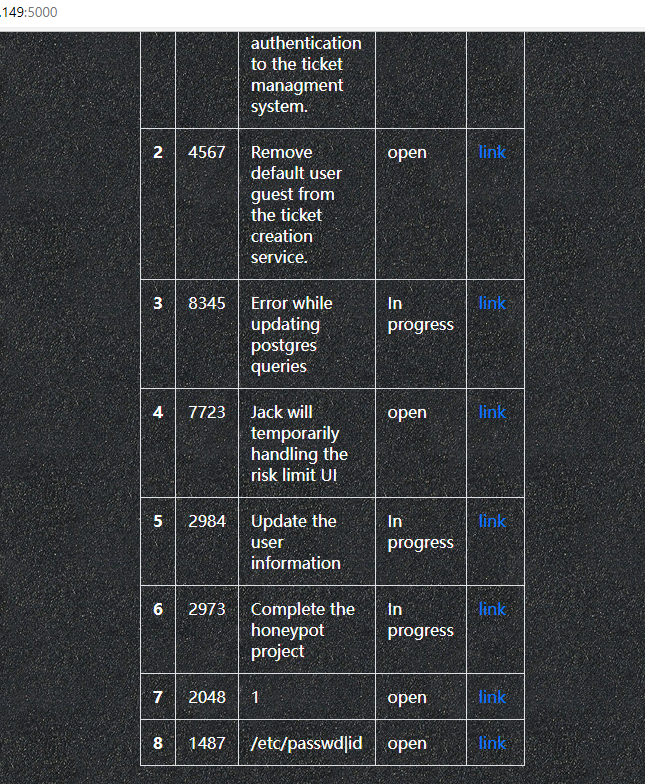 .149:5000
authentication
to the ticket
managment
system.
2 4567 Remove open link
default user
guest from
the ticket
creation
service.
3 8345 Error while In link
updating progress
postgres
queries
4 7723 Jack will open link
temporarily
handling the
risk limit UI
5 2984 Update the In link
user progress
information
6 2973 Complete the In link
honeypot progress
project
7 2048 1 open link
8 1487 /etc/passwd|id open link